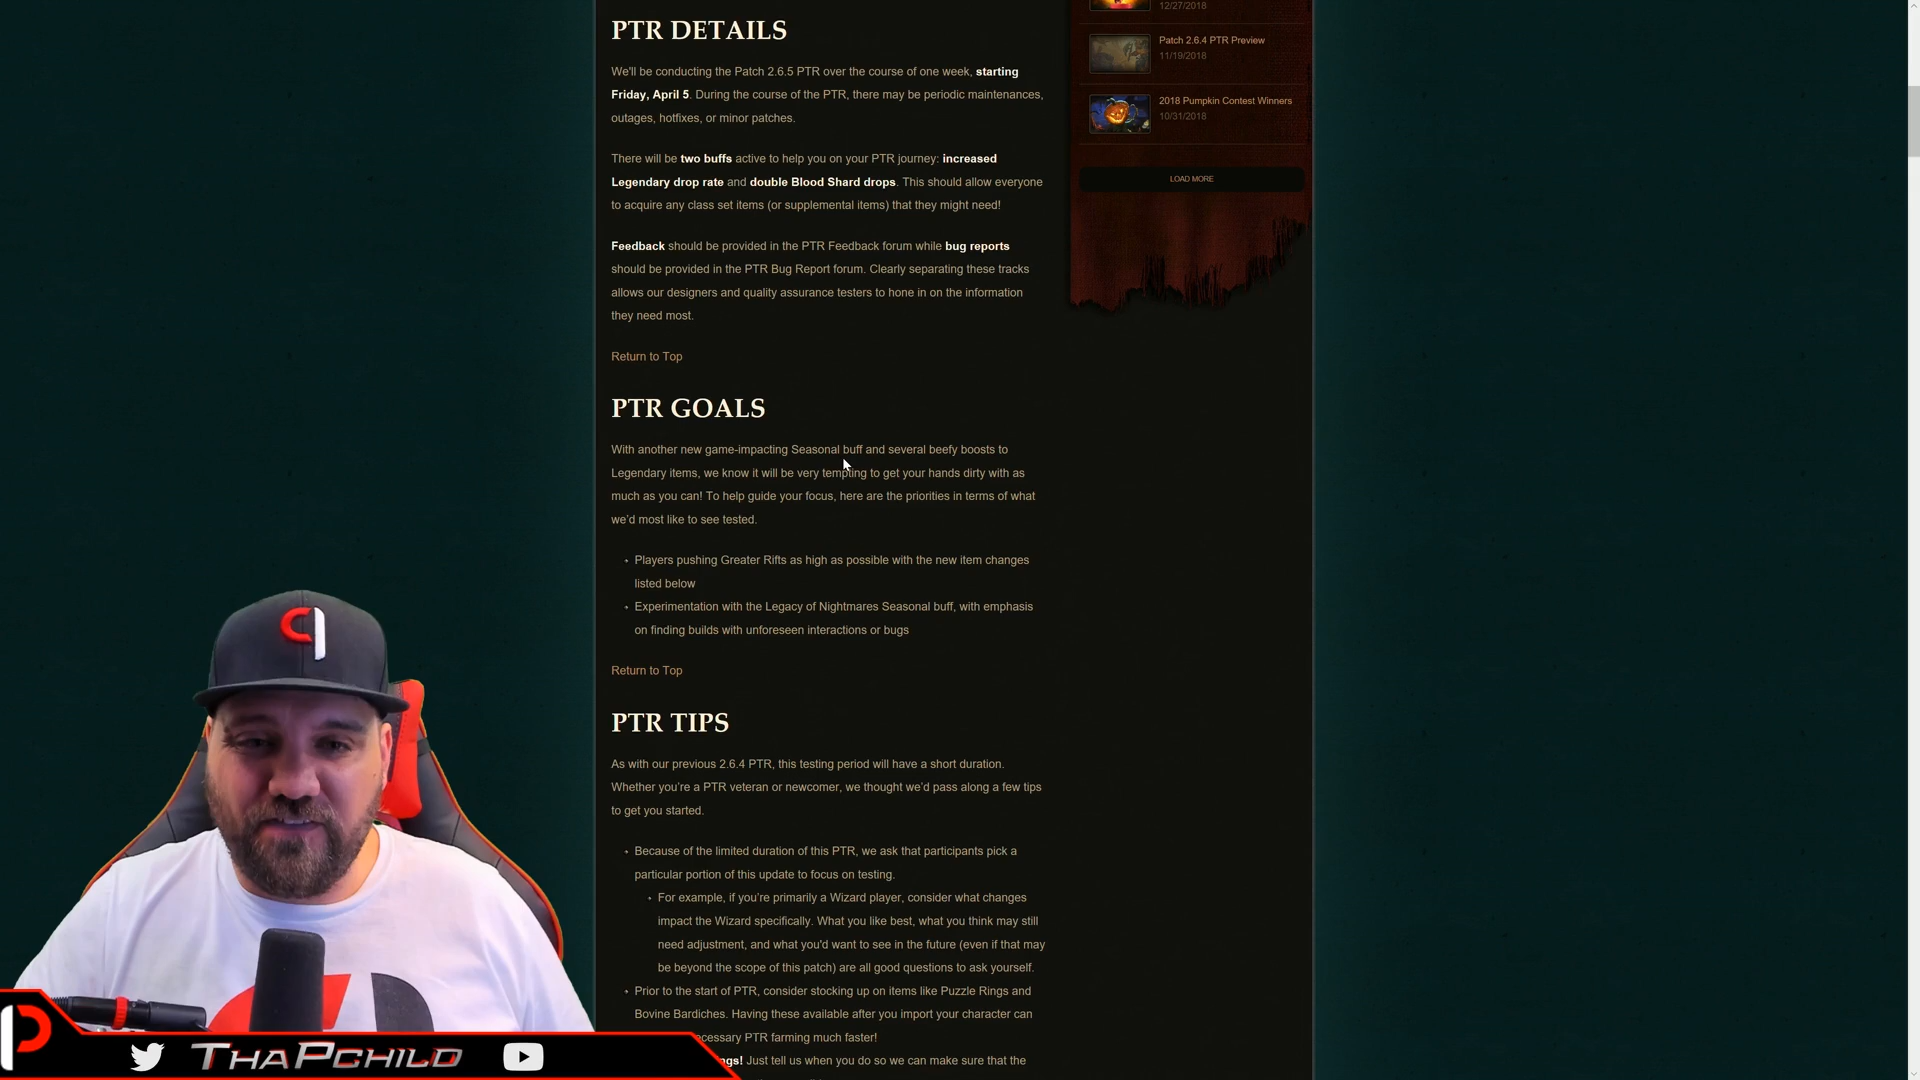 PTR DETAILS
We'll be conducting the Patch 2.6.5 PTR over the course of one week, starting
Friday, April 5. During the course of the PTR, there may be periodic maintenances,
outages, hotfixes, or minor patches.
There will be two buffs active to help you on your PTR journey: increased
Legendary drop rate and double Blood Shard drops. This should allow everyone
to acquire any class set items (or supplemental items) that they might need!
Feedback should be provided in the PTR Feedback forum while bug reports
should be provided in the PTR Bug Report forum. Clearly separating these tracks
allows our designers and quality assurance testers to hone in on the information
they need most.
Return to Top
PTR GOALS
With another new game-impacting Seasonal buff and several beefy boosts to
Legendary items, we know it will be very tempting to get your hands dirty with as
much as you can! To help guide your focus, here are the priorities in terms of what
we'd most like to see tested.
Players pushing Greater Rifts as high as possible with the new item changes
listed below
Experimentation with the Legacy of Nightmares Seasonal buff, with emphasis
on finding builds with unforeseen interactions or bugs
Return to Top
PTR TIPS
As with our previous 2.6.4 PTR, this testing period will have a short duration.
Whether you're a PTR veteran or newcomer, we thought we'd pass along a few tips
to get you started.
Because of the limited duration of this PTR, we ask that participants pick a
particular portion of this update to focus on testing.
For example, if you're primarily a Wizard player, consider what changes
impact the Wizard specifically. What you like best, what you think may still
need adjustment, and what you'd want to see in the future (even if that may
be beyond the scope of this patch) are all good questions to ask yourself.
Prior to the start of PTR, consider stocking up on items like Puzzle Rings and
Bovine Bardiches. Having these available after you import your character can
PTR farming much faster!
Just tell us when you do so we can make sure that the
12/27/2018
Patch 2.6.4 PTR Preview
11/19/2018
2018 Pumpkin Contest Winners
10/31/2018
LOAD MORE
THAPCHILD